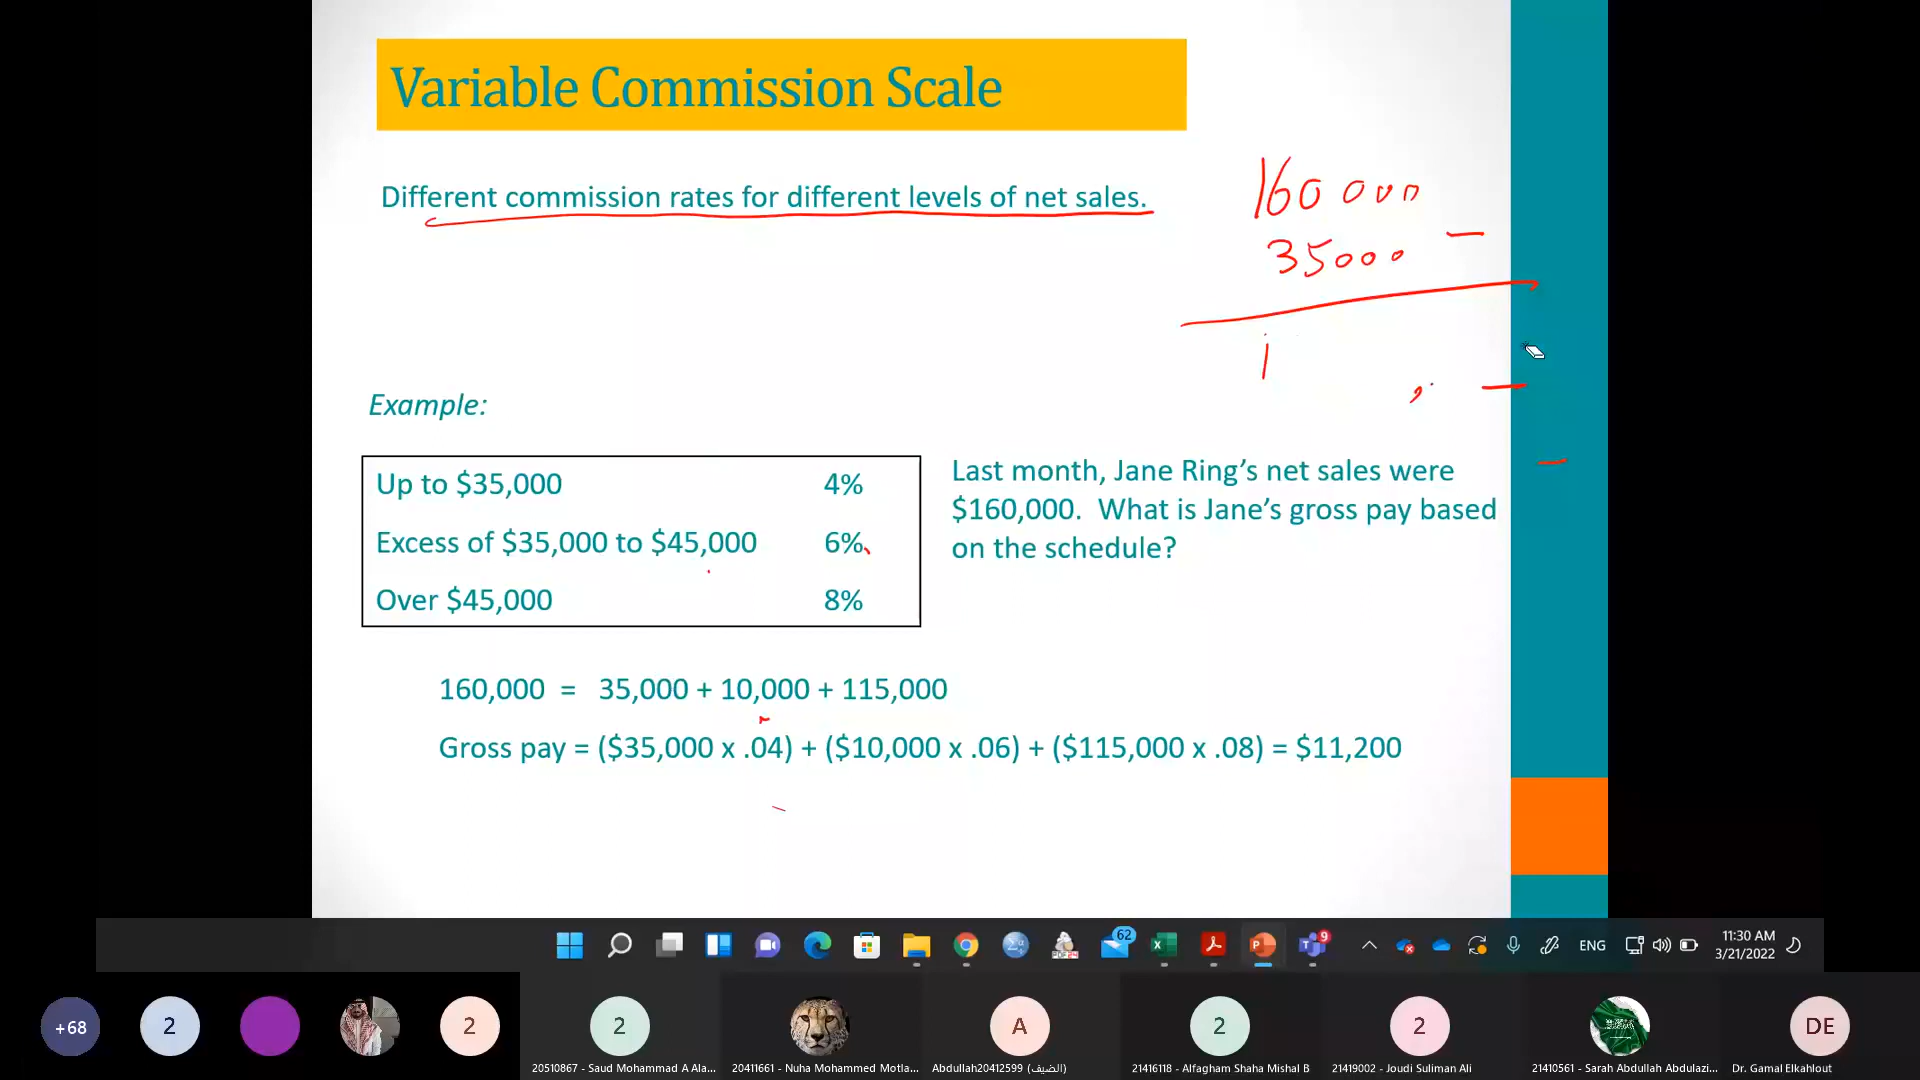 Variable Commission Scale
Different commission rates for different levels of net sales.
160 000
35000
Example:
Up to $35,000 4%
Excess of $35,000 to $45,000 6%
Over $45,000 8%
Last month, Jane Ring’s net sales were
$160,000. What is Jane’s gross pay based
on the schedule?
160,000 = 35,000 + 10,000 + 115,000
Gross pay = ($35,000 x .04) + ($10,000 x .06) + ($115,000 x .08) = $11,200
62
9
ENG
11:30 AM
3/21/2022
+68
2
2
2
A
2
2
DE
20510867 - Saud Mohammad A Ala...
20411661 - Nuha Mohammed Motla...
Abdullah20412599 (الضيف)
21416118 - Alfagham Shaha Mishal B
21419002 - Joudi Suliman Ali
21410561 - Sarah Abdullah Abdulazi...
Dr. Gamal Elkahlout